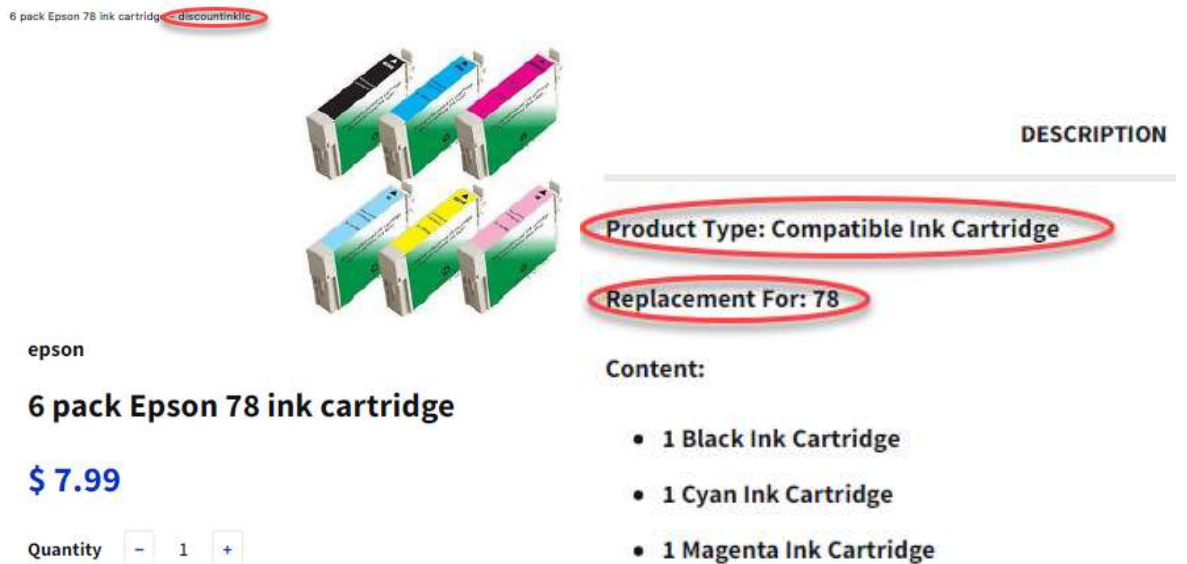 6 pack Epson 78 ink cartridge – discountinkllc
epson
6 pack Epson 78 ink cartridge
$ 7.99
Quantity − 1 +
DESCRIPTION
Product Type: Compatible Ink Cartridge
Replacement For: 78
Content:
• 1 Black Ink Cartridge
• 1 Cyan Ink Cartridge
• 1 Magenta Ink Cartridge